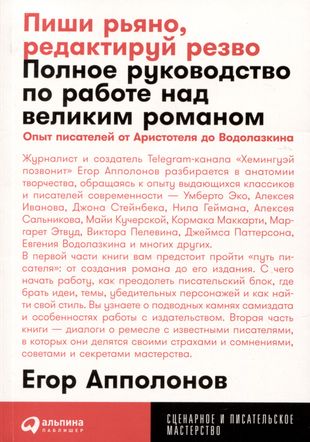 Пиши рьяно,
редактируй резво
Полное руководство
по работе над
великим романом
Опыт писателей от Аристотеля до Водолазкина
Журналист и создатель Telegram-канала «Хемингуэй
позвонит» Егор Апполонов разбирается в анатомии
творчества, обращаясь к опыту выдающихся классиков
и писателей современности — Умберто Эко, Алексея
Иванова, Джона Стейнбека, Нила Геймана, Алексея
Сальникова, Майи Кучерской, Кормака Маккарти, Мар-
гарет Этвуд, Виктора Пелевина, Джеймса Паттерсона,
Евгения Водолазкина и многих других.
В первой части книги вам предстоит пройти «путь пи-
сателя»: от создания романа до его издания. С чего
начать работу, как преодолеть писательский блок, где
брать идеи, темы, убедительных персонажей и как най-
ти свой стиль. Вы узнаете о подводных камнях самиздата
и особенностях работы с издательством. Вторая часть
книги — диалоги о ремесле с известными писателями,
в которых они делятся своими страхами и сомнениями,
советами и секретами мастерства.
Егор Апполонов
альпина
ПАБЛИШЕР
СЦЕНАРНОЕ И ПИСАТЕЛЬСКОЕ
МАСТЕРСТВО